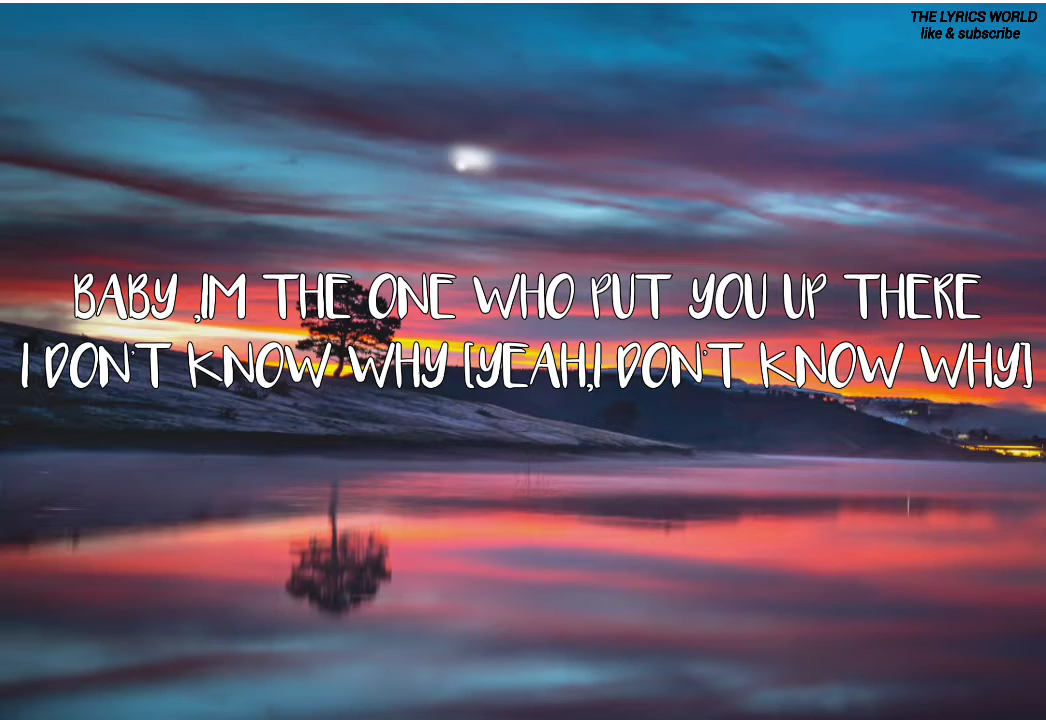 THE LYRICS WORLD
like & subscribe
BABY ,IM THE ONE WHO PUT YOU UP THERE
I DON'T KNOW WHY [YEAH,I DON'T KNOW WHY]